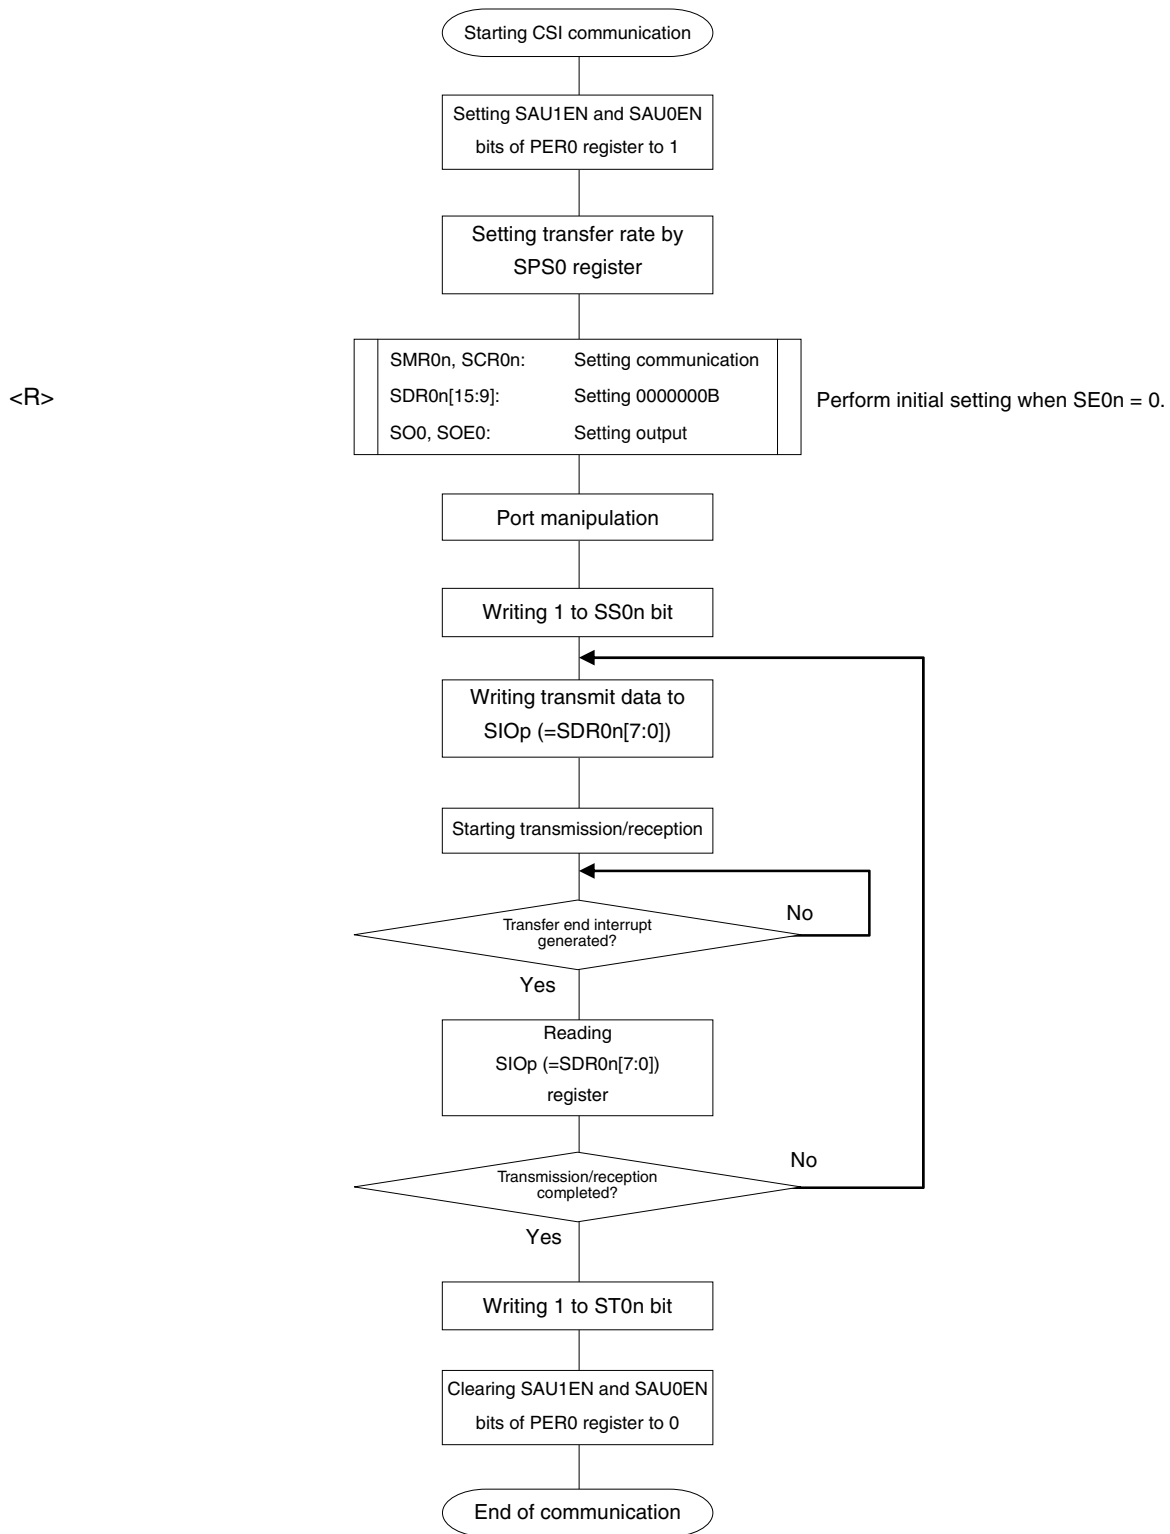 Starting CSI communication
Setting SAU1EN and SAU0EN
bits of PER0 register to 1
Setting transfer rate by
SPS0 register
<R>
SMR0n, SCR0n: Setting communication
SDR0n[15:9]: Setting 0000000B
SO0, SOE0: Setting output
Perform initial setting when SE0n = 0.
Port manipulation
Writing 1 to SS0n bit
Writing transmit data to
SIOp (=SDR0n[7:0])
Starting transmission/reception
Transfer end interrupt
generated?
No
Yes
Reading
SIOp (=SDR0n[7:0])
register
Transmission/reception
completed?
No
Yes
Writing 1 to ST0n bit
Clearing SAU1EN and SAU0EN
bits of PER0 register to 0
End of communication